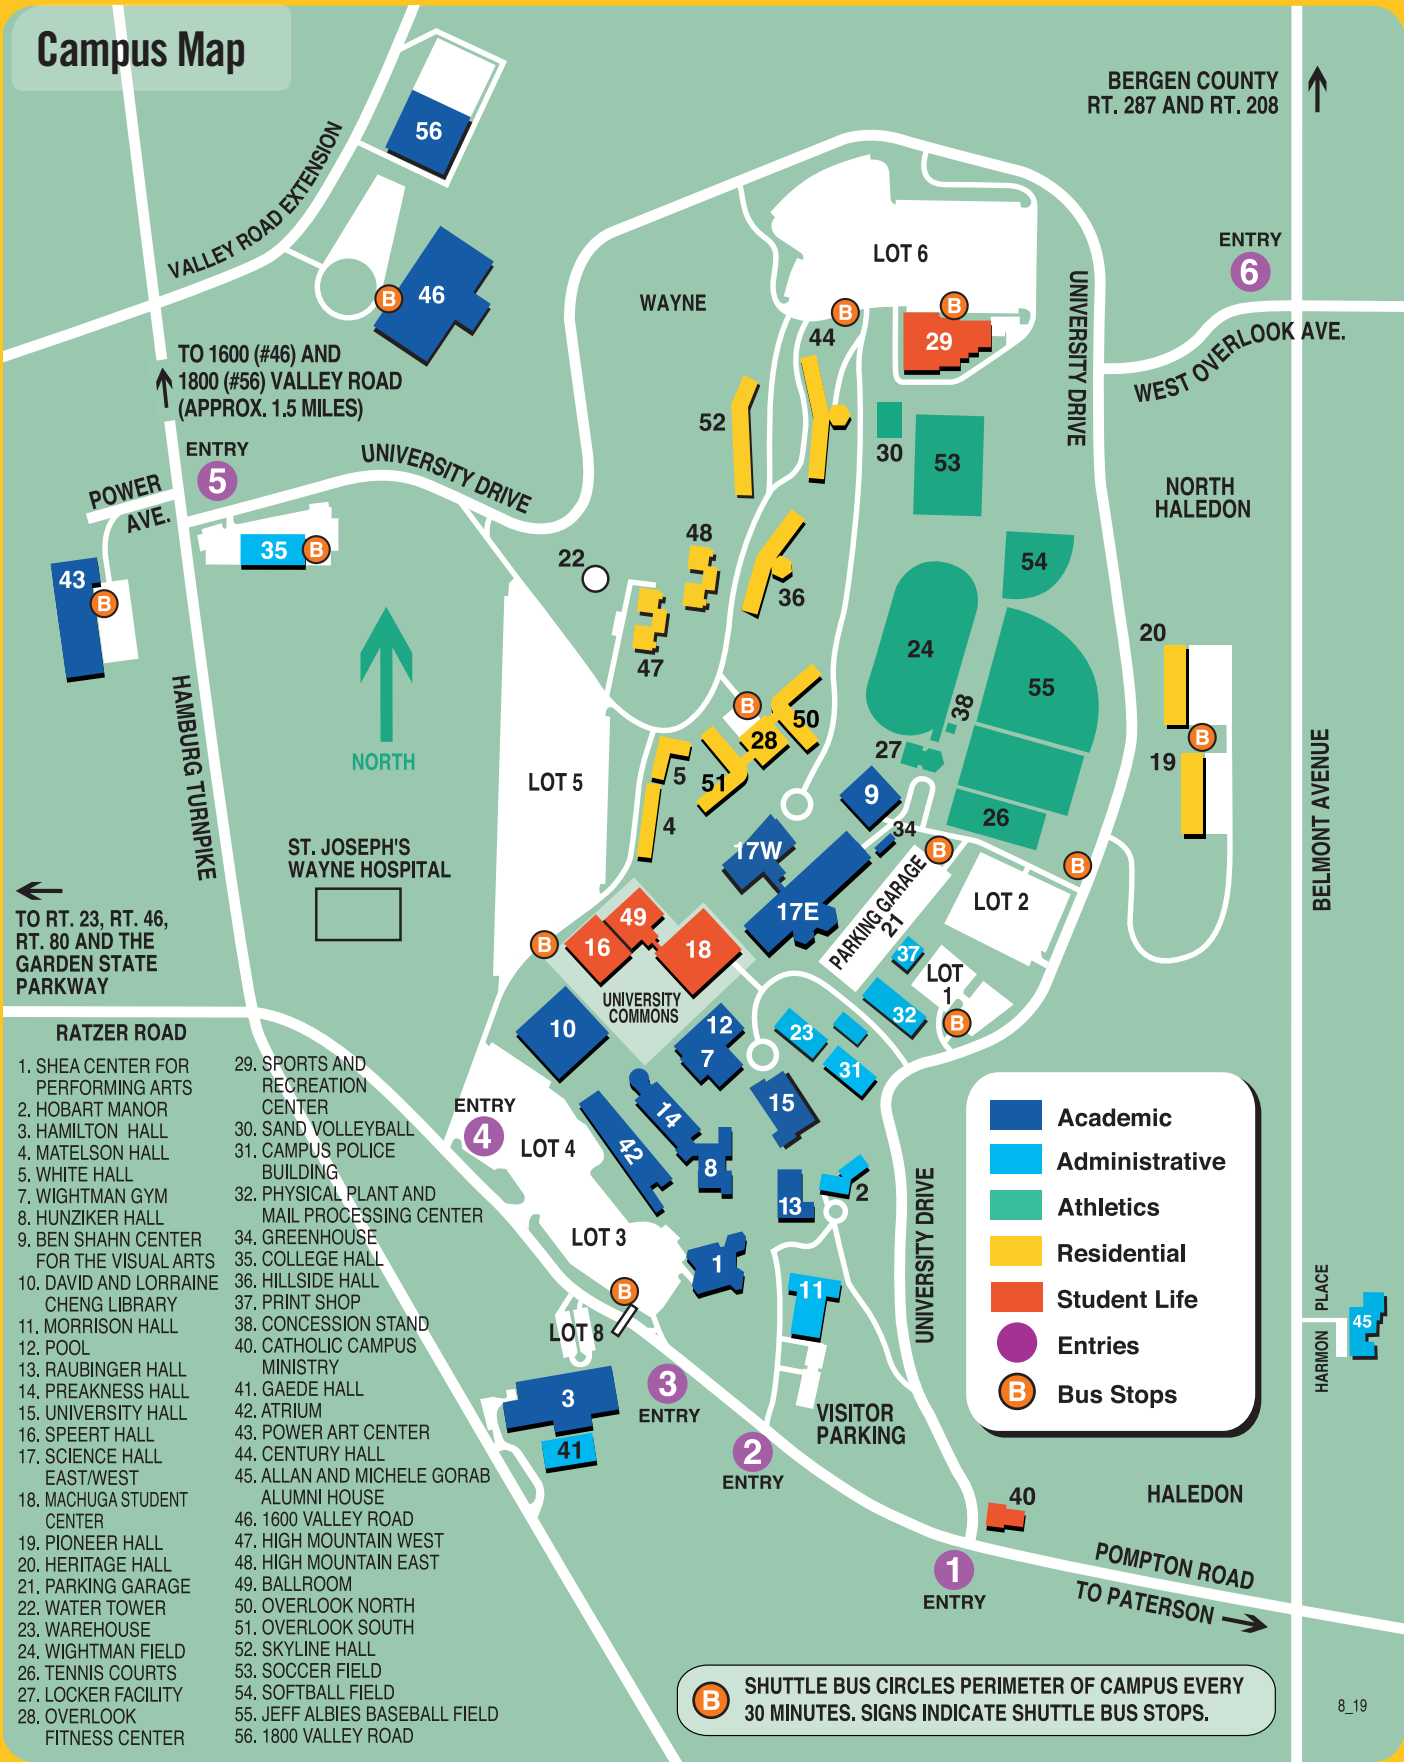 Campus Map
BERGEN COUNTY
RT. 287 AND RT. 208
56
VALLEY ROAD EXTENSION
B
46
TO 1600 (#46) AND
1800 (#56) VALLEY ROAD
(APPROX. 1.5 MILES)
WAYNE
LOT 6
B
B
44
29
UNIVERSITY DRIVE
ENTRY
6
WEST OVERLOOK AVE.
52
30
53
ENTRY
5
UNIVERSITY DRIVE
POWER
AVE.
NORTH
HALEDON
35
B
43
B
22
48
36
47
54
24
55
38
20
B
19
NORTH
HAMBURG TURNPIKE
B
50
28
51
5
4
LOT 5
27
26
9
34
B
B
BELMONT AVENUE
ST. JOSEPH'S
WAYNE HOSPITAL
17W
17E
PARKING GARAGE
21
LOT 2
TO RT. 23, RT. 46,
RT. 80 AND THE
GARDEN STATE
PARKWAY
B
49
16
18
UNIVERSITY
COMMONS
37
LOT
1
32
B
10
12
7
23
31
15
14
42
8
13
2
ENTRY
4
LOT 4
LOT 3
1
11
B
LOT 8
UNIVERSITY DRIVE
3
41
3
ENTRY
2
ENTRY
VISITOR
PARKING
1
ENTRY
40
HALEDON
POMPTON ROAD
TO PATERSON
HARMON PLACE
45
Academic
Administrative
Athletics
Residential
Student Life
Entries
B
Bus Stops
RATZER ROAD
1. SHEA CENTER FOR
PERFORMING ARTS
2. HOBART MANOR
3. HAMILTON HALL
4. MATELSON HALL
5. WHITE HALL
7. WIGHTMAN GYM
8. HUNZIKER HALL
9. BEN SHAHN CENTER
FOR THE VISUAL ARTS
10. DAVID AND LORRAINE
CHENG LIBRARY
11. MORRISON HALL
12. POOL
13. RAUBINGER HALL
14. PREAKNESS HALL
15. UNIVERSITY HALL
16. SPEERT HALL
17. SCIENCE HALL
EAST/WEST
18. MACHUGA STUDENT
CENTER
19. PIONEER HALL
20. HERITAGE HALL
21. PARKING GARAGE
22. WATER TOWER
23. WAREHOUSE
24. WIGHTMAN FIELD
26. TENNIS COURTS
27. LOCKER FACILITY
28. OVERLOOK
FITNESS CENTER
29. SPORTS AND
RECREATION
CENTER
30. SAND VOLLEYBALL
31. CAMPUS POLICE
BUILDING
32. PHYSICAL PLANT AND
MAIL PROCESSING CENTER
34. GREENHOUSE
35. COLLEGE HALL
36. HILLSIDE HALL
37. PRINT SHOP
38. CONCESSION STAND
40. CATHOLIC CAMPUS
MINISTRY
41. GAEDE HALL
42. ATRIUM
43. POWER ART CENTER
44. CENTURY HALL
45. ALLAN AND MICHELE GORAB
ALUMNI HOUSE
46. 1600 VALLEY ROAD
47. HIGH MOUNTAIN WEST
48. HIGH MOUNTAIN EAST
49. BALLROOM
50. OVERLOOK NORTH
51. OVERLOOK SOUTH
52. SKYLINE HALL
53. SOCCER FIELD
54. SOFTBALL FIELD
55. JEFF ALBIES BASEBALL FIELD
56. 1800 VALLEY ROAD
B
SHUTTLE BUS CIRCLES PERIMETER OF CAMPUS EVERY
30 MINUTES. SIGNS INDICATE SHUTTLE BUS STOPS.
8_19